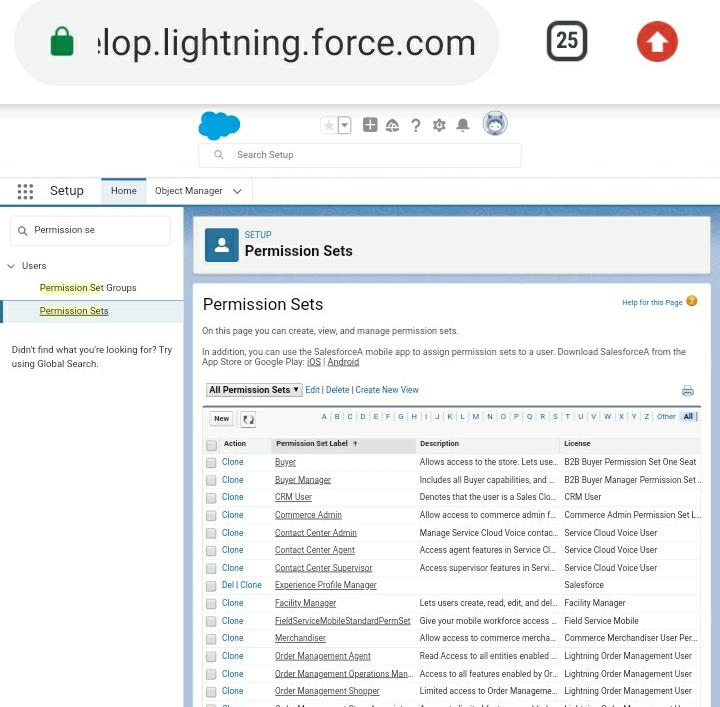 elop.lightning.force.com
25
Search Setup
Setup Home Object Manager
Permission se
Users
Permission Set Groups
Permission Sets
Didn't find what you're looking for? Try
using Global Search.
SETUP
Permission Sets
Permission Sets
Help for this Page ?
On this page you can create, view, and manage permission sets.
In addition, you can use the SalesforceA mobile app to assign permission sets to a user. Download SalesforceA from the
App Store or Google Play: iOS | Android
All Permission Sets Edit | Delete | Create New View
New A B C D E F G H I J K L M N O P Q R S T U V W X Y Z Other All
Action Permission Set Label ↑ Description License
Clone Buyer Allows access to the store. Lets use... B2B Buyer Permission Set One Seat
Clone Buyer Manager Includes all Buyer capabilities, and ... B2B Buyer Manager Permission Set ...
Clone CRM User Denotes that the user is a Sales Clo... CRM User
Clone Commerce Admin Allow access to commerce admin f... Commerce Admin Permission Set L...
Clone Contact Center Admin Manage Service Cloud Voice contac... Service Cloud Voice User
Clone Contact Center Agent Access agent features in Service Cl... Service Cloud Voice User
Clone Contact Center Supervisor Access supervisor features in Servi... Service Cloud Voice User
Del | Clone Experience Profile Manager Salesforce
Clone Facility Manager Lets users create, read, edit, and del... Facility Manager
Clone FieldServiceMobileStandardPermSet Give your mobile workforce access ... Field Service Mobile
Clone Merchandiser Allow access to commerce mercha... Commerce Merchandiser User Per...
Clone Order Management Agent Read Access to all entities enabled ... Lightning Order Management User
Clone Order Management Operations Man... Access to all features enabled by Or... Lightning Order Management User
Clone Order Management Shopper Limited access to Order Manageme... Lightning Order Management User